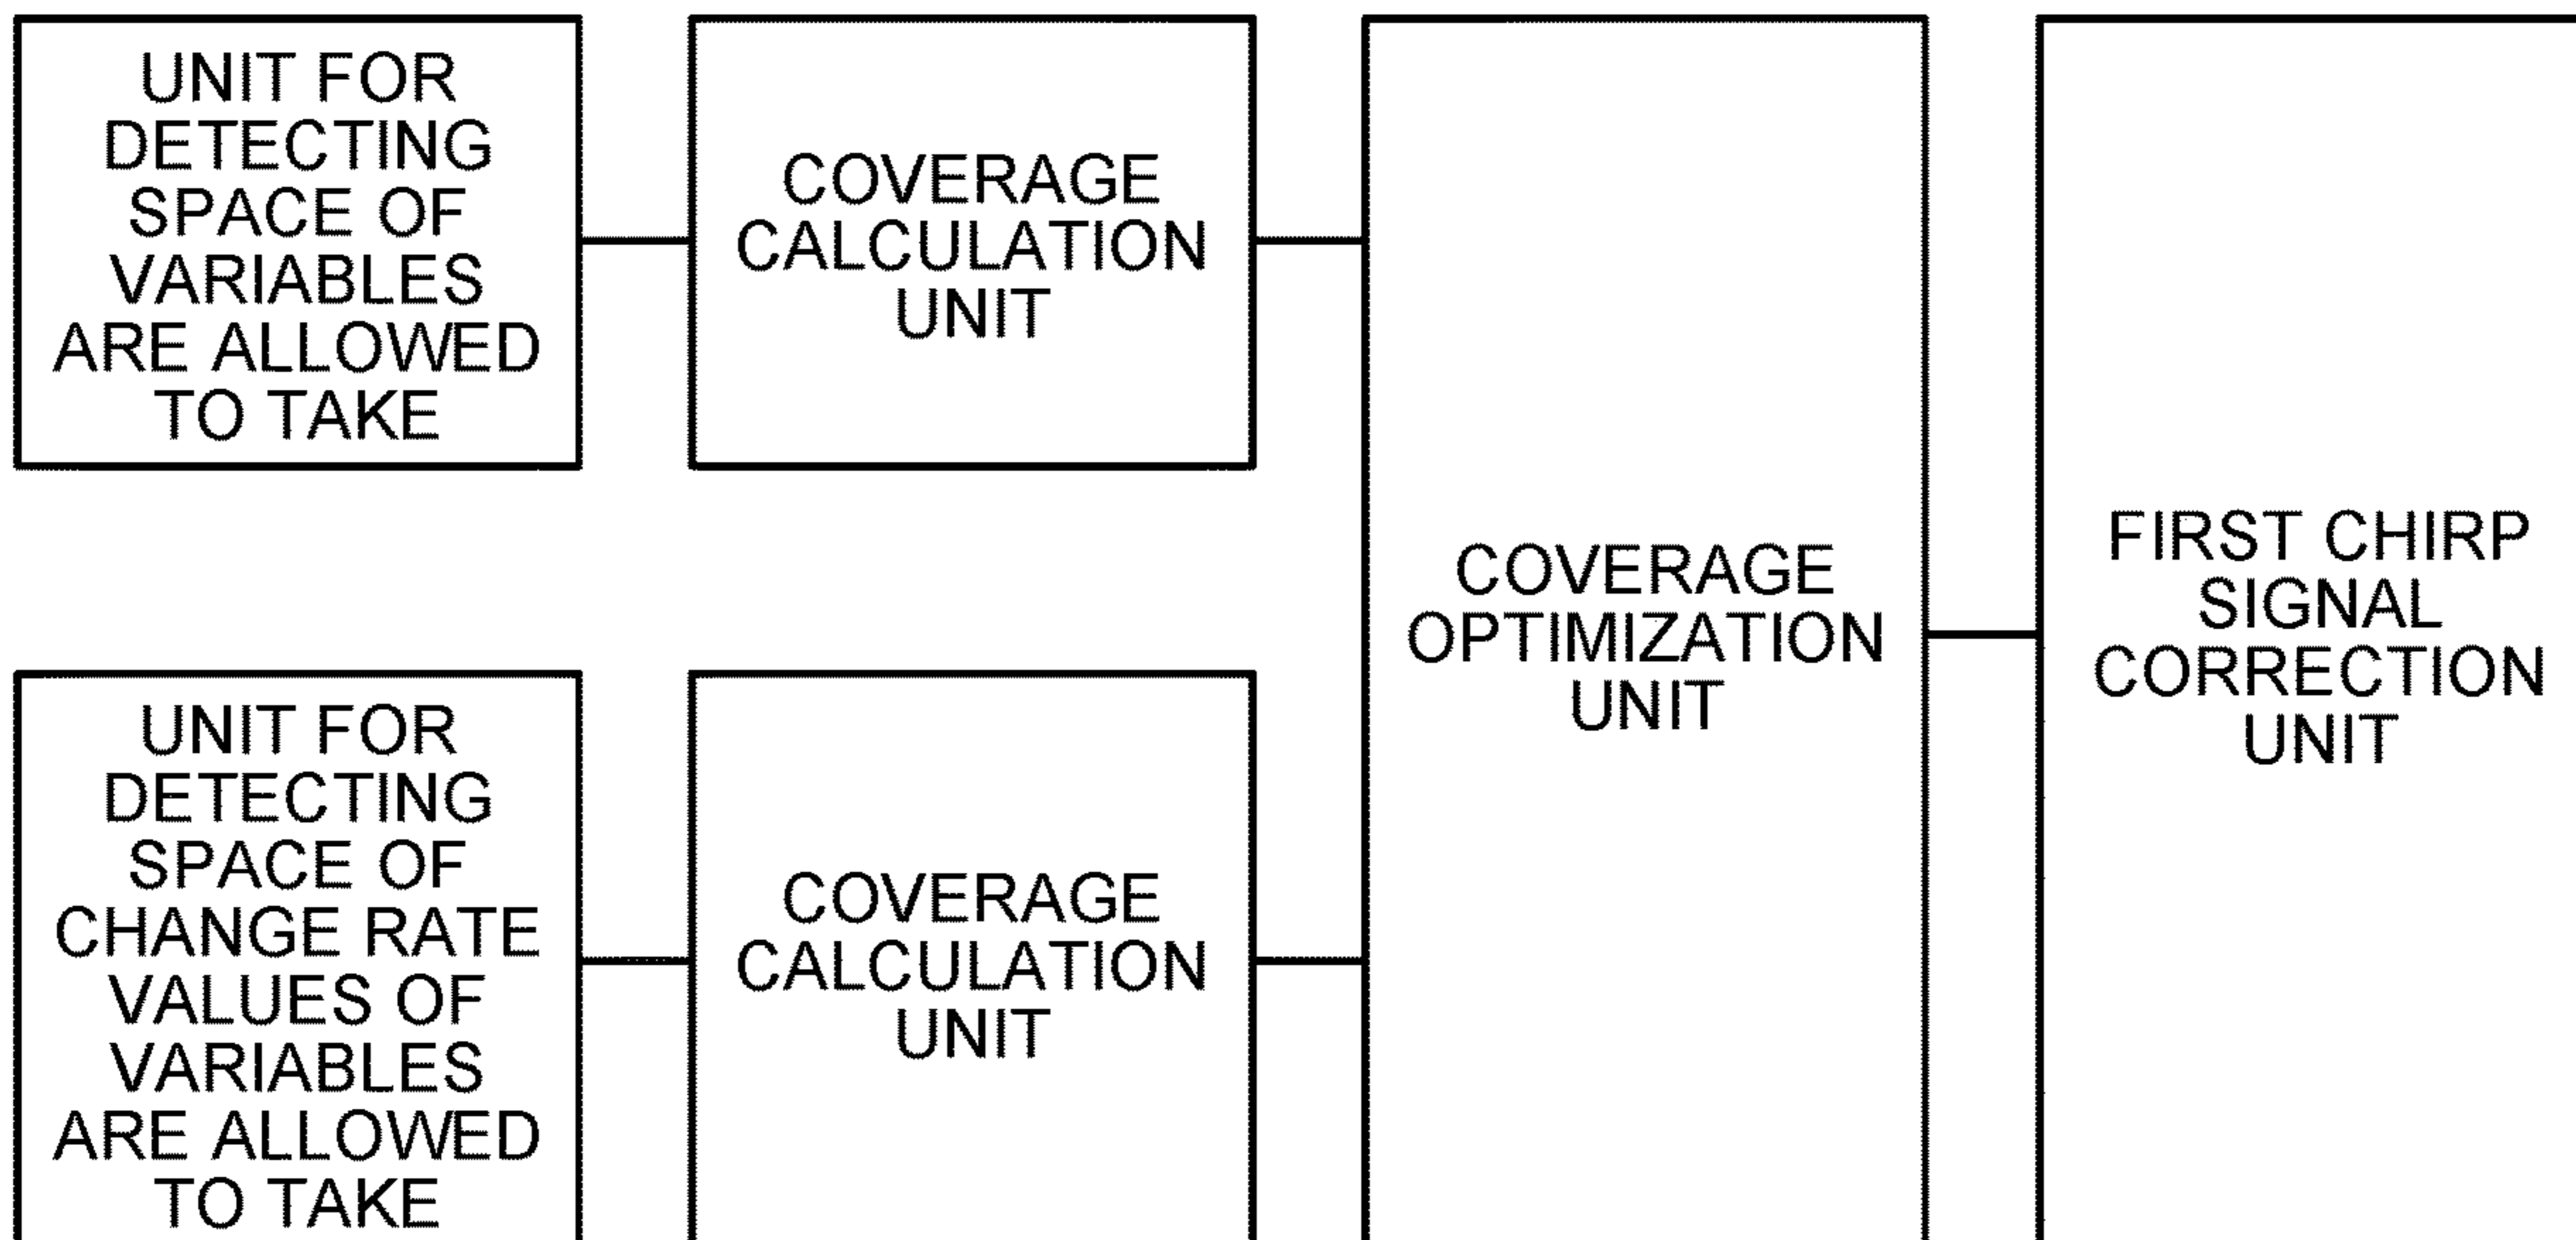 UNIT FOR
DETECTING
SPACE OF
VARIABLES
ARE ALLOWED
TO TAKE
COVERAGE
CALCULATION
UNIT
UNIT FOR
DETECTING
SPACE OF
CHANGE RATE
VALUES OF
VARIABLES
ARE ALLOWED
TO TAKE
COVERAGE
CALCULATION
UNIT
COVERAGE
OPTIMIZATION
UNIT
FIRST CHIRP
SIGNAL
CORRECTION
UNIT